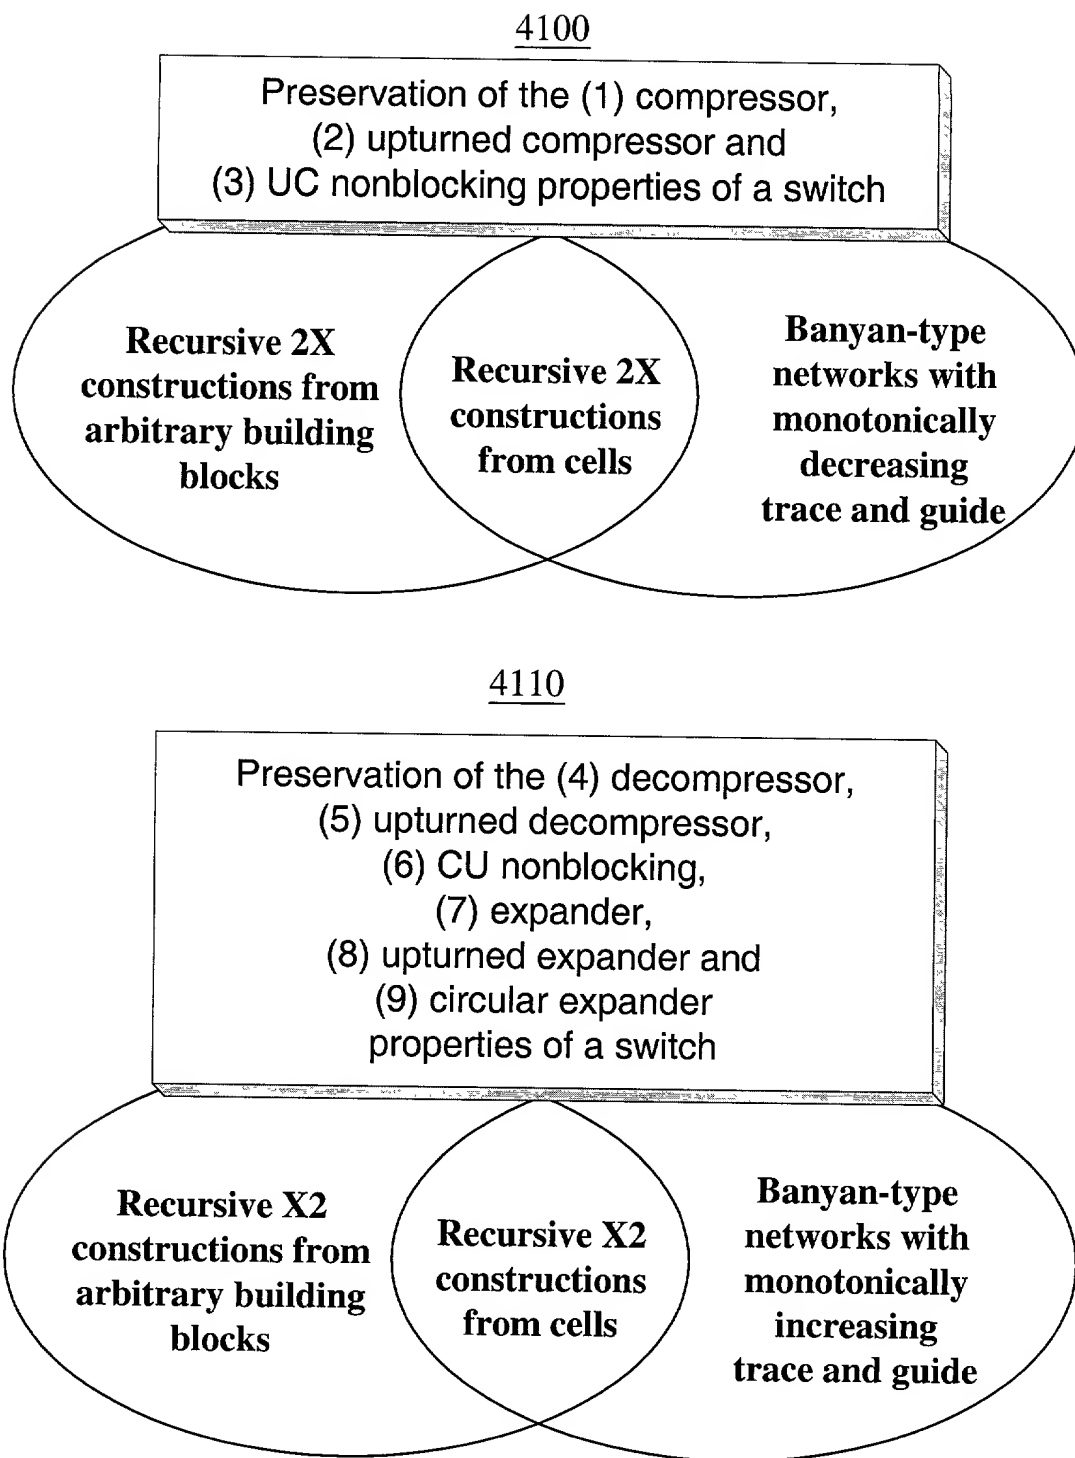 4100
Preservation of the (1) compressor,
(2) upturned compressor and
(3) UC nonblocking properties of a switch
Recursive 2X
constructions from
arbitrary building
blocks
Recursive 2X
constructions
from cells
Banyan-type
networks with
monotonically
decreasing
trace and guide
4110
Preservation of the (4) decompressor,
(5) upturned decompressor,
(6) CU nonblocking,
(7) expander,
(8) upturned expander and
(9) circular expander
properties of a switch
Recursive X2
constructions from
arbitrary building
blocks
Recursive X2
constructions
from cells
Banyan-type
networks with
monotonically
increasing
trace and guide